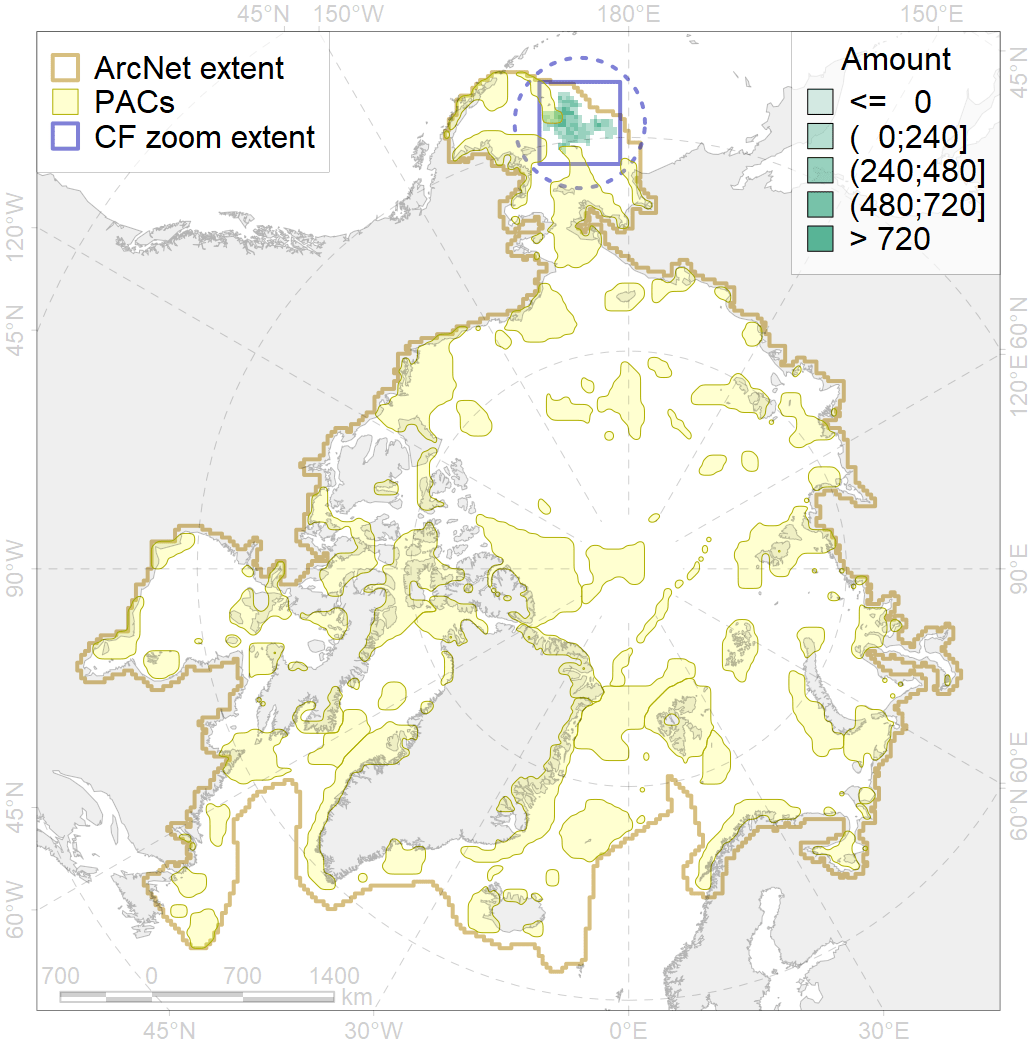 45°N 150°W 180°E 150°E
ArcNet extent
PACs
CF zoom extent
Amount
<= 0
( 0;240]
(240;480]
(480;720]
> 720
45°N
120°W
45°N
60°N
120°E
90°W
90°E
45°N
60°N
60°W
700 0 700 1400
km
45°N 30°W 0°E 30°E